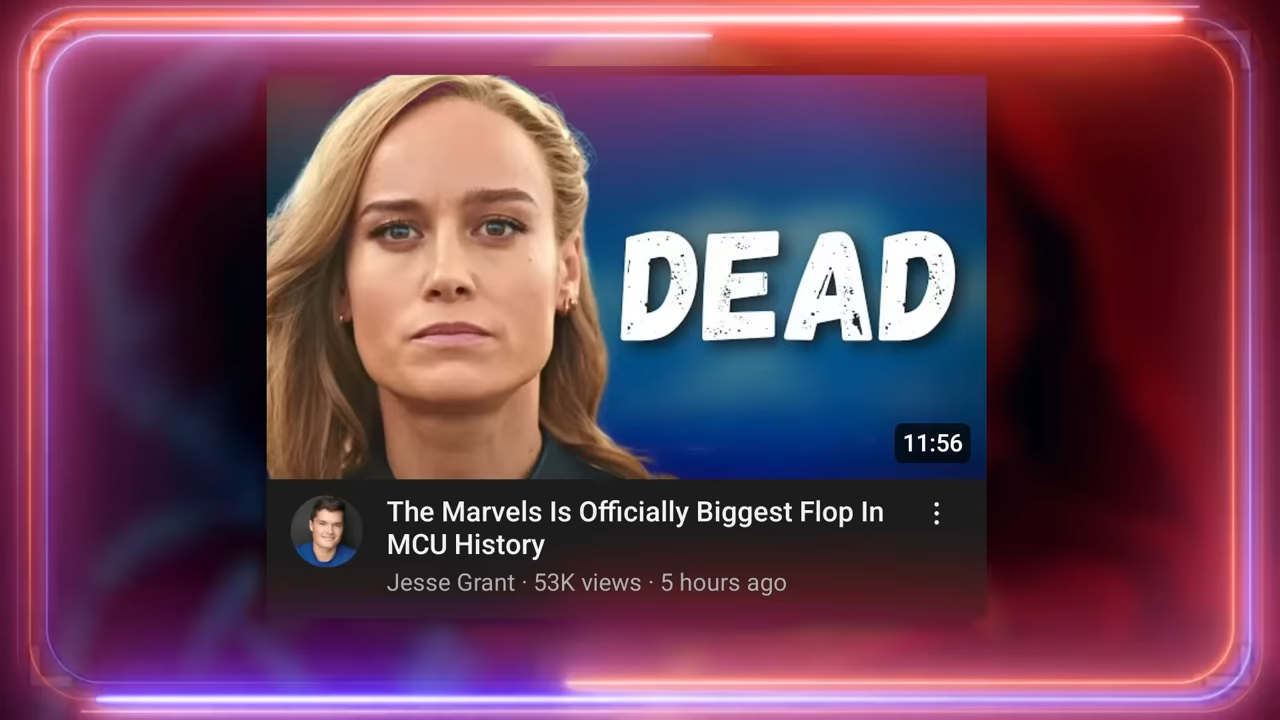 DEAD
11:56
The Marvels Is Officially Biggest Flop In
MCU History
Jesse Grant · 53K views · 5 hours ago